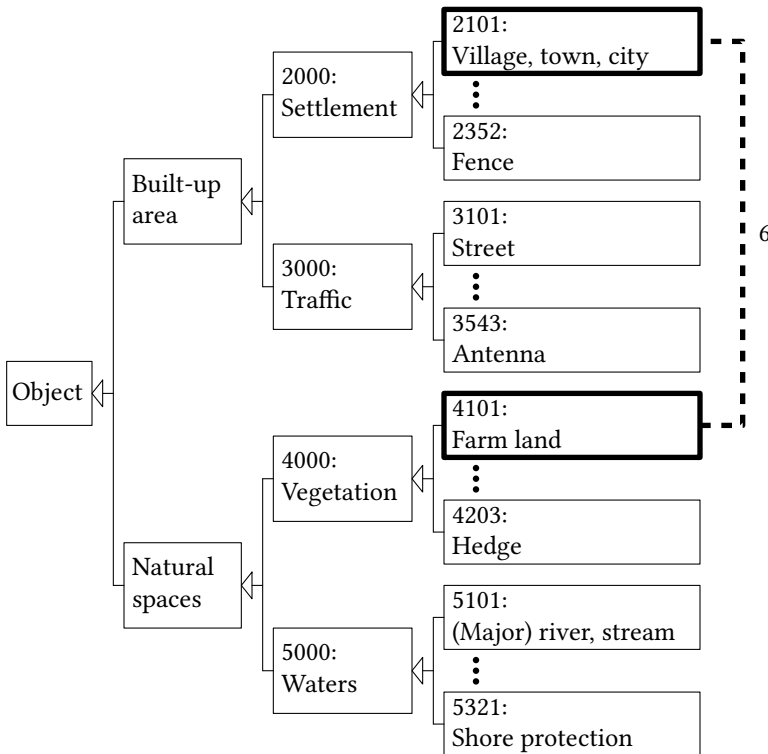 2101:
Village, town, city
2000:
Settlement
2352:
Fence
Built-up
area
3101:
Street
6
3000:
Traffic
3543:
Antenna
Object
4101:
Farm land
4000:
Vegetation
4203:
Hedge
Natural
spaces
5101:
(Major) river, stream
5000:
Waters
5321:
Shore protection